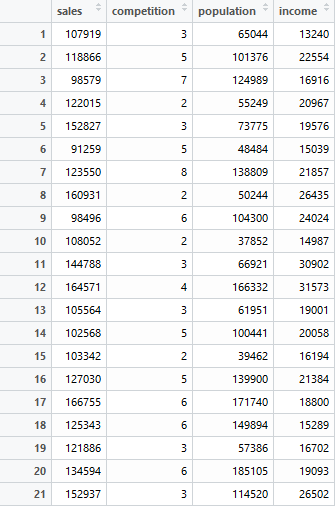 sales competition population income
1 107919 3 65044 13240
2 118866 5 101376 22554
3 98579 7 124989 16916
4 122015 2 55249 20967
5 152827 3 73775 19576
6 91259 5 48484 15039
7 123550 8 138809 21857
8 160931 2 50244 26435
9 98496 6 104300 24024
10 108052 2 37852 14987
11 144788 3 66921 30902
12 164571 4 166332 31573
13 105564 3 61951 19001
14 102568 5 100441 20058
15 103342 2 39462 16194
16 127030 5 139900 21384
17 166755 6 171740 18800
18 125343 6 149894 15289
19 121886 3 57386 16702
20 134594 6 185105 19093
21 152937 3 114520 26502